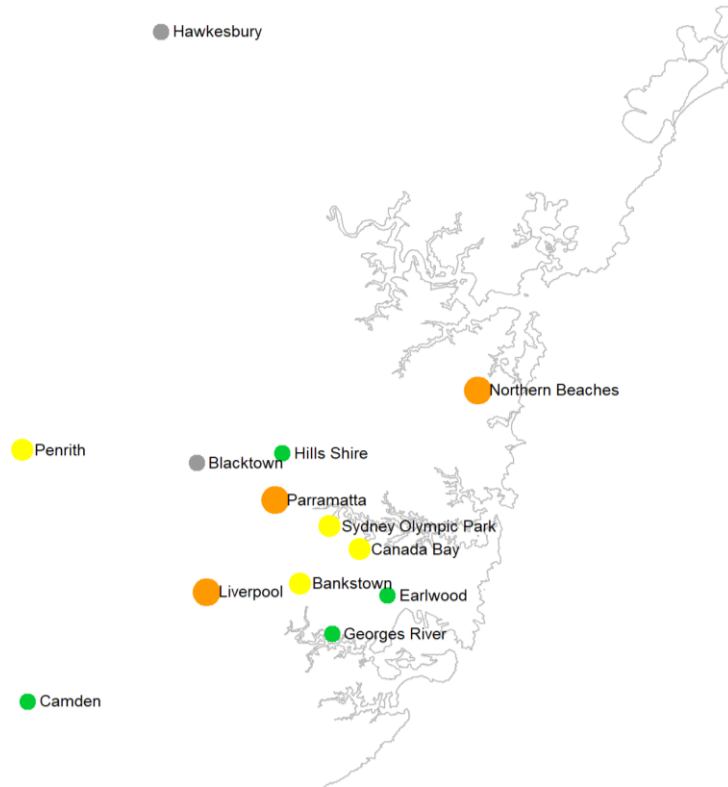 Hawkesbury
Northern Beaches
Penrith
Hills Shire
Blacktown
Parramatta
Sydney Olympic Park
Canada Bay
Bankstown
Liverpool
Earlwood
Georges River
Camden